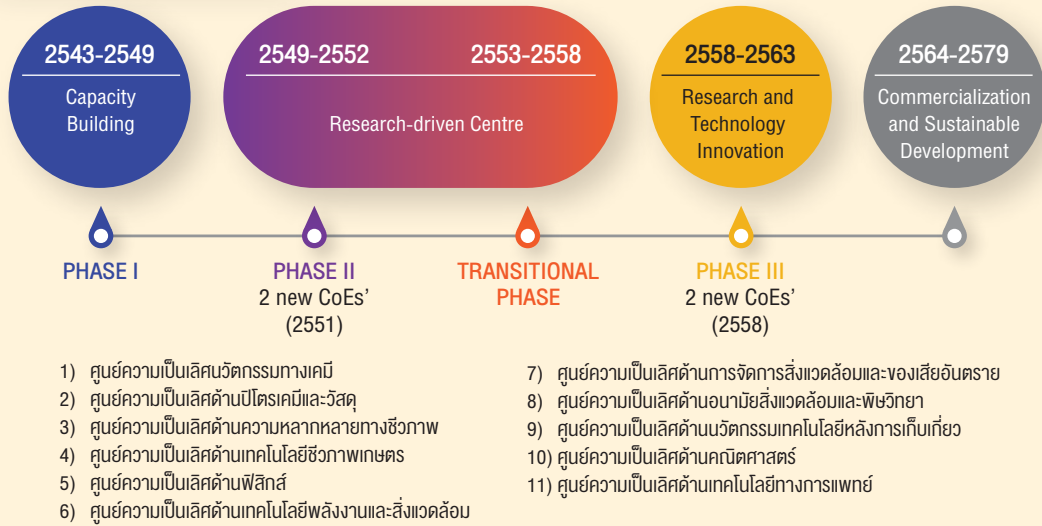 2543-2549
Capacity
Building
2549-2552
2553-2558
Research-driven Centre
2558-2563
Research and
Technology
Innovation
2564-2579
Commercialization
and Sustainable
Development
PHASE I
PHASE II
2 new CoEs'
(2551)
TRANSITIONAL
PHASE
PHASE III
2 new CoEs'
(2558)
1) ศูนย์ความเป็นเลิศนวัตกรรมทางเคมี
2) ศูนย์ความเป็นเลิศด้านปิโตรเคมีและวัสดุ
3) ศูนย์ความเป็นเลิศด้านความหลากหลายทางชีวภาพ
4) ศูนย์ความเป็นเลิศด้านเทคโนโลยีชีวภาพเกษตร
5) ศูนย์ความเป็นเลิศด้านฟิสิกส์
6) ศูนย์ความเป็นเลิศด้านเทคโนโลยีพลังงานและสิ่งแวดล้อม
7) ศูนย์ความเป็นเลิศด้านการจัดการสิ่งแวดล้อมและของเสียอันตราย
8) ศูนย์ความเป็นเลิศด้านอนามัยสิ่งแวดล้อมและพิษวิทยา
9) ศูนย์ความเป็นเลิศด้านนวัตกรรมเทคโนโลยีหลังการเก็บเกี่ยว
10) ศูนย์ความเป็นเลิศด้านคณิตศาสตร์
11) ศูนย์ความเป็นเลิศด้านเทคโนโลยีทางการแพทย์